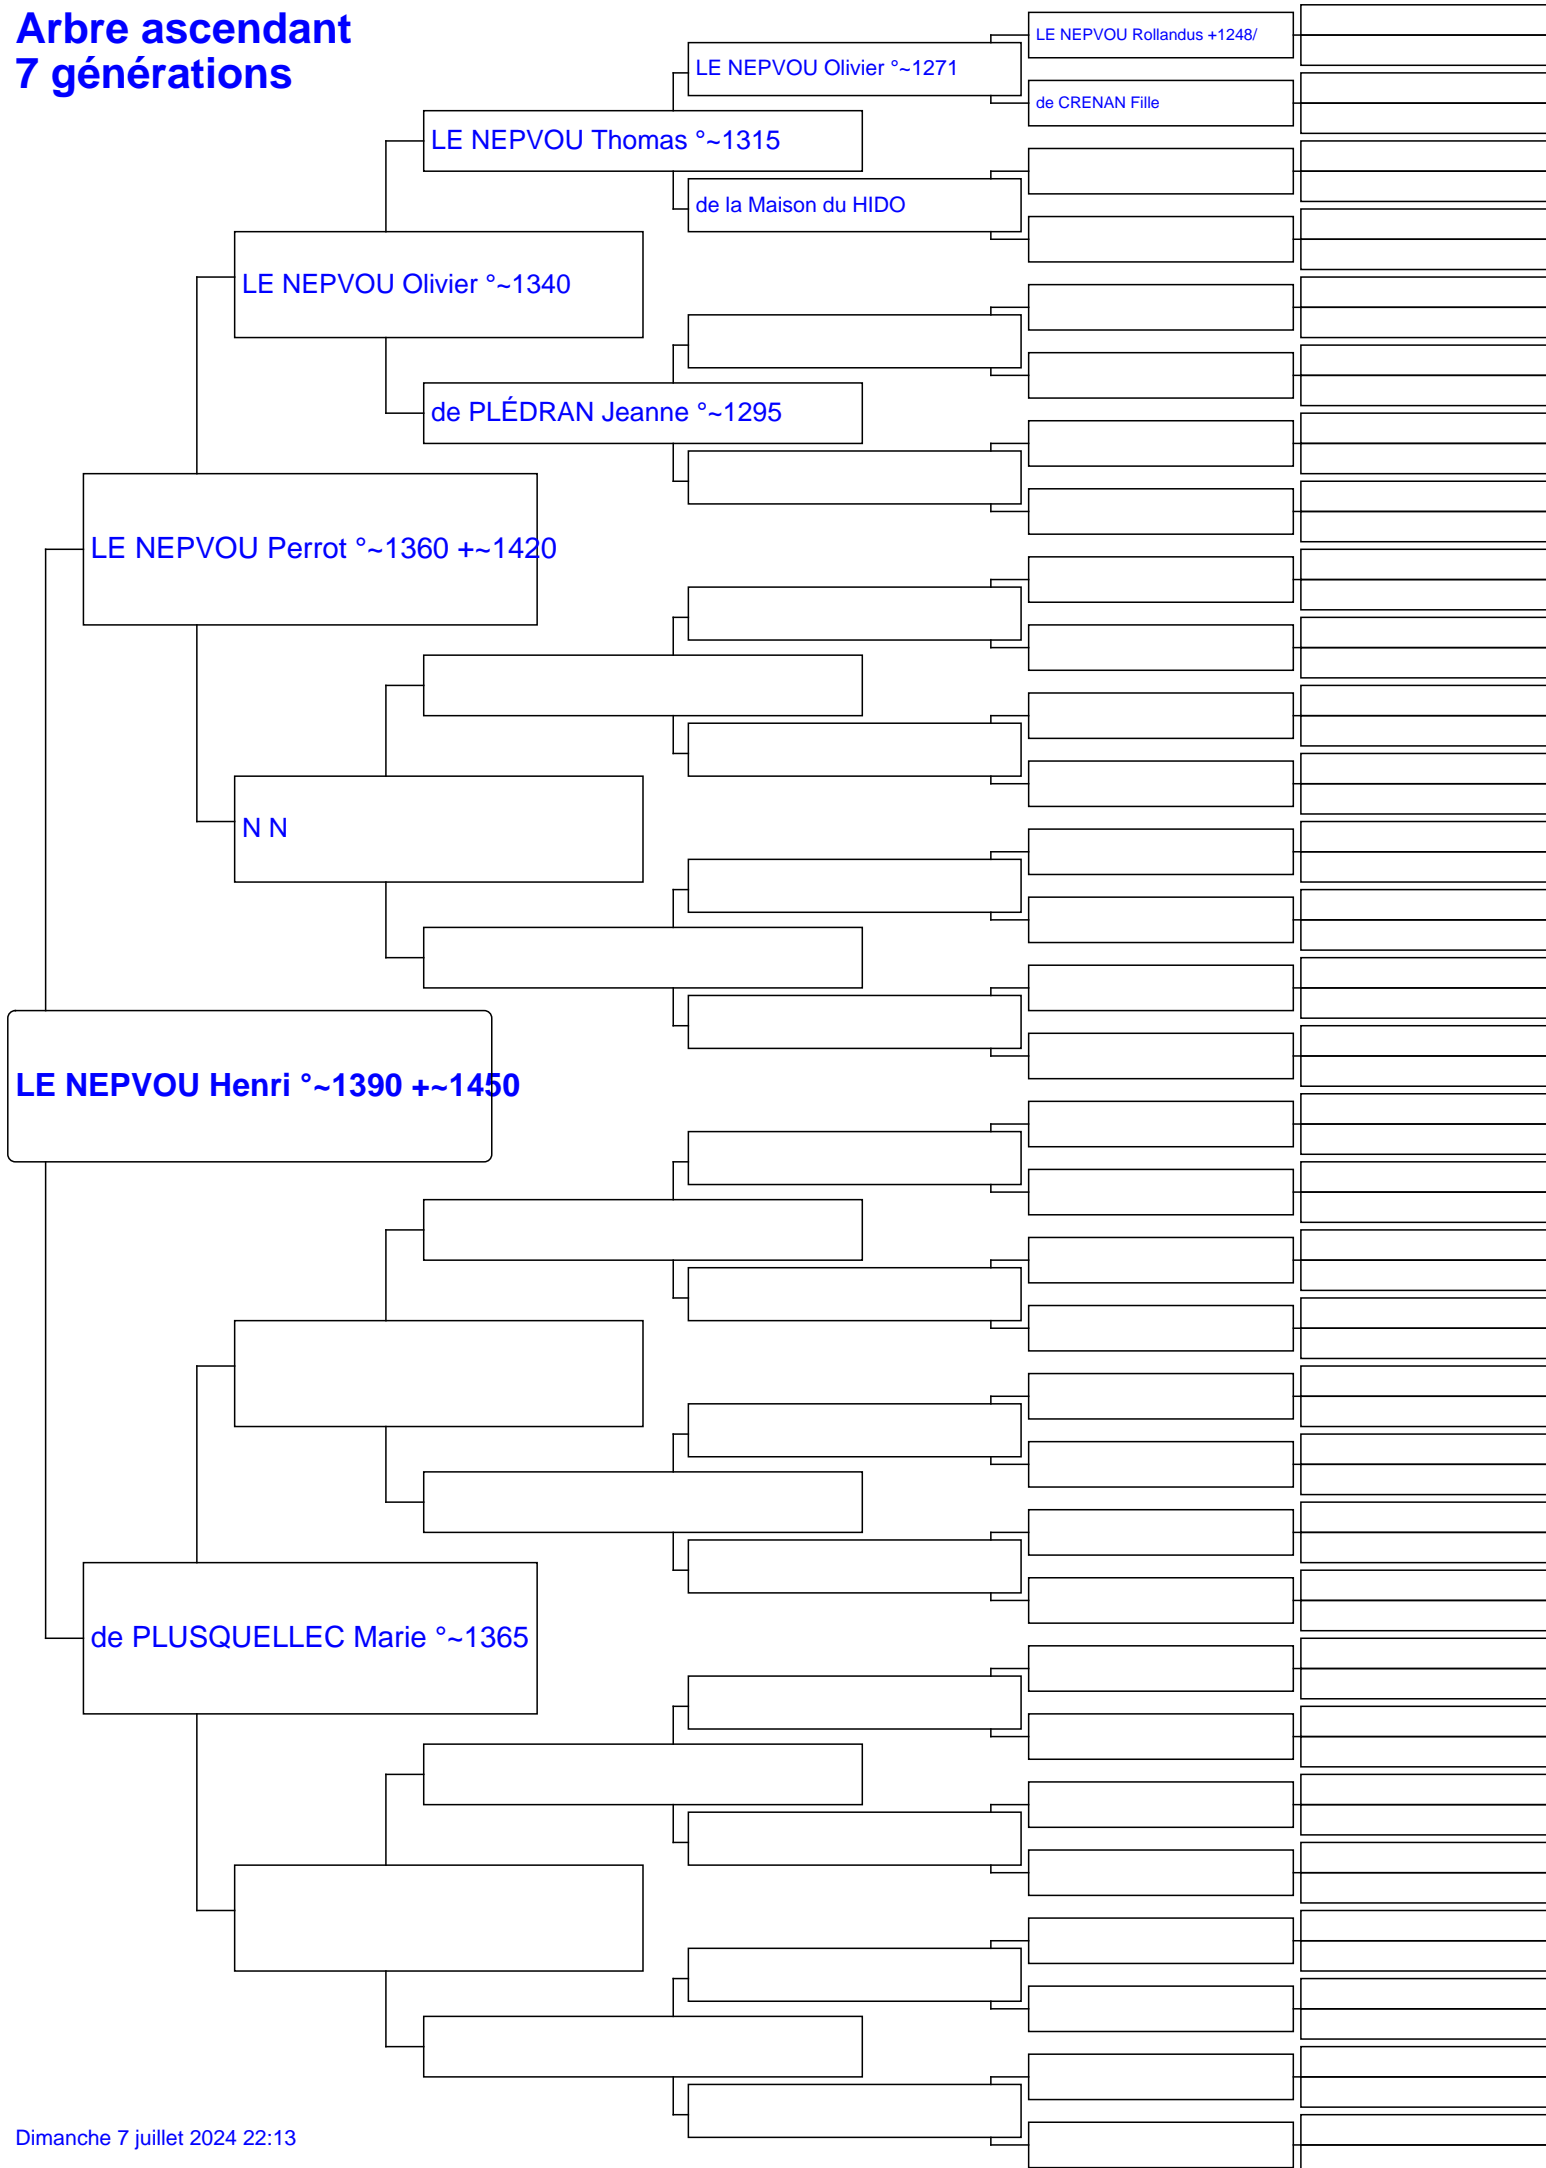 Arbre ascendant
7 générations
LE NEPVOU Rollandus +1248/
LE NEPVOU Olivier °~1271
de CRENAN Fille
LE NEPVOU Thomas °~1315
de la Maison du HIDO
LE NEPVOU Olivier °~1340
de PLÉDRAN Jeanne °~1295
LE NEPVOU Perrot °~1360 +~1420
N N
LE NEPVOU Henri °~1390 +~1450
de PLUSQUELLEC Marie °~1365
Dimanche 7 juillet 2024 22:13